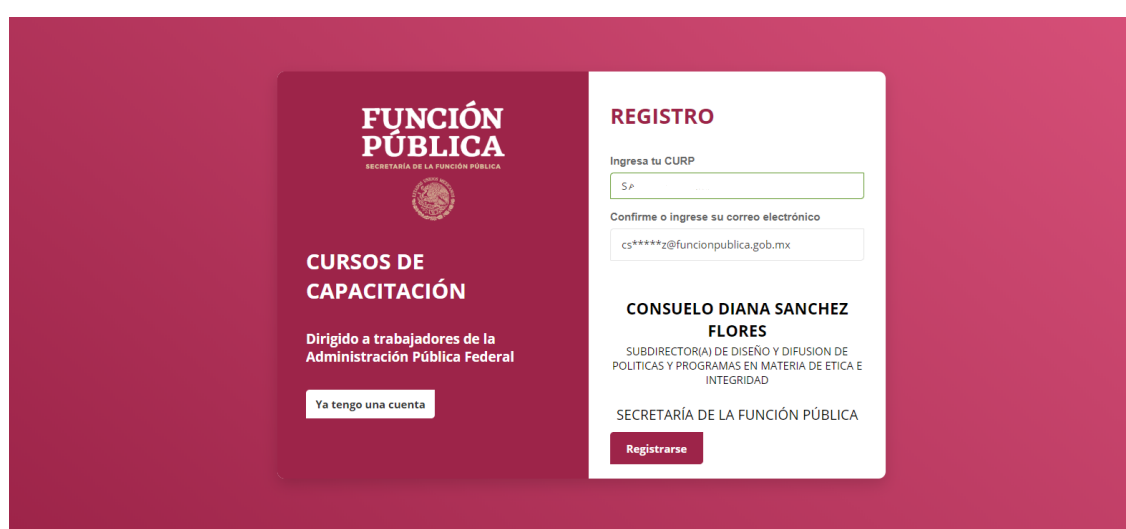 FUNCIÓN
PÚBLICA
SECRETARÍA DE LA FUNCIÓN PÚBLICA
CURSOS DE
CAPACITACIÓN
Dirigido a trabajadores de la
Administración Pública Federal
Ya tengo una cuenta
REGISTRO
Ingresa tu CURP
Confirme o ingrese su correo electrónico
cs*****z@funcionpublica.gob.mx
CONSUELO DIANA SANCHEZ
FLORES
SUBDIRECTOR(A) DE DISEÑO Y DIFUSION DE
POLITICAS Y PROGRAMAS EN MATERIA DE ETICA E
INTEGRIDAD
SECRETARÍA DE LA FUNCIÓN PÚBLICA
Registrarse